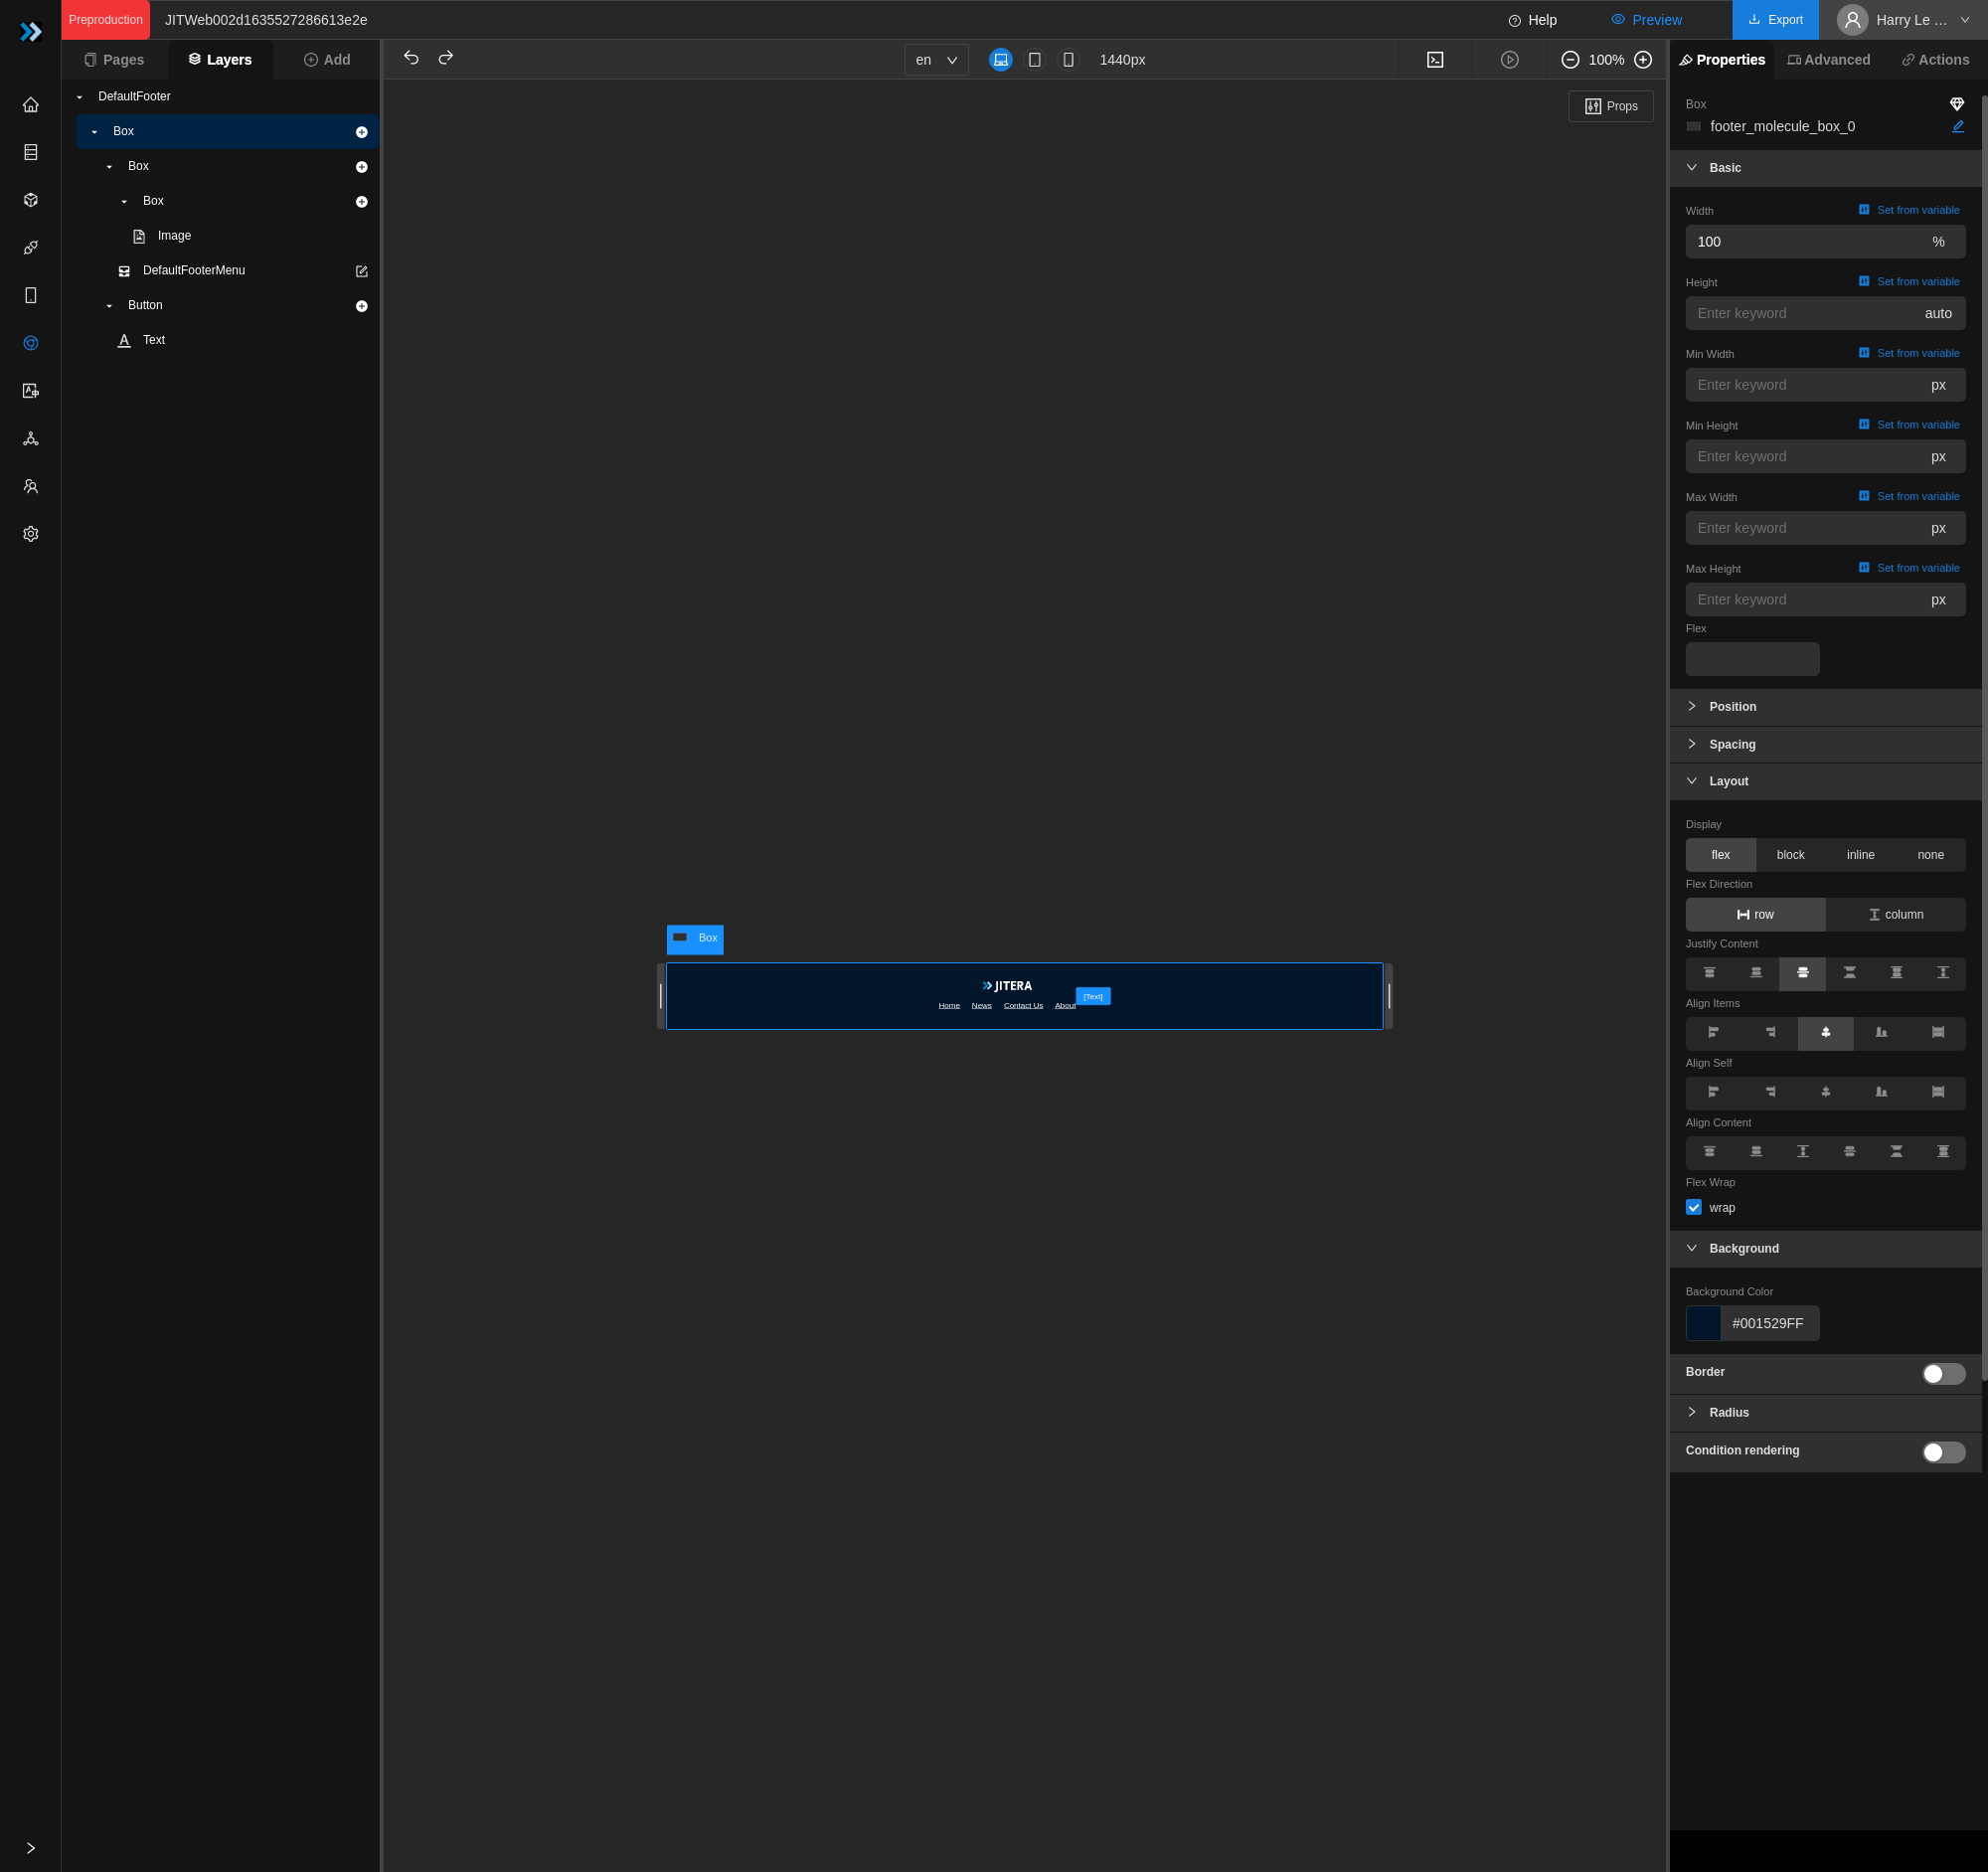 Preproduction
JITWeb002d1635527286613e2e
Help
Preview
Export
Harry Le ...
Pages
Layers
Add
en
1440px
100%
Properties
Advanced
Actions
DefaultFooter
Box
Box
Box
Image
DefaultFooterMenu
Button
Text
Props
Box
JITERA
Home News Contact Us About
[Text]
Box
footer_molecule_box_0
Basic
Width
Set from variable
100
%
Height
Set from variable
Enter keyword
auto
Min Width
Set from variable
Enter keyword
px
Min Height
Set from variable
Enter keyword
px
Max Width
Set from variable
Enter keyword
px
Max Height
Set from variable
Enter keyword
px
Flex
Position
Spacing
Layout
Display
flex block inline none
Flex Direction
row column
Justify Content
Align Items
Align Self
Align Content
Flex Wrap
wrap
Background
Background Color
#001529FF
Border
Radius
Condition rendering